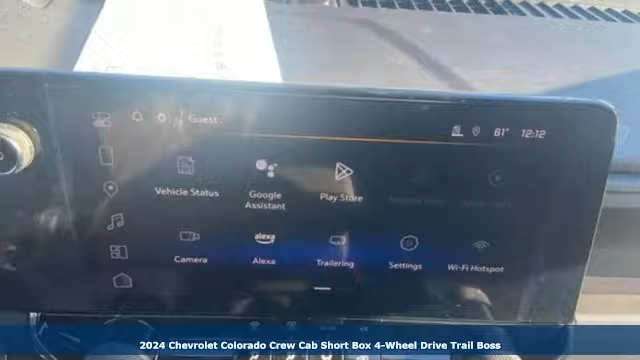 Guest
61° 12:12
Vehicle Status
Google Assistant
Play Store
Camera
alexa
Alexa
Trailering
Settings
Wi-Fi Hotspot
2024 Chevrolet Colorado Crew Cab Short Box 4-Wheel Drive Trail Boss